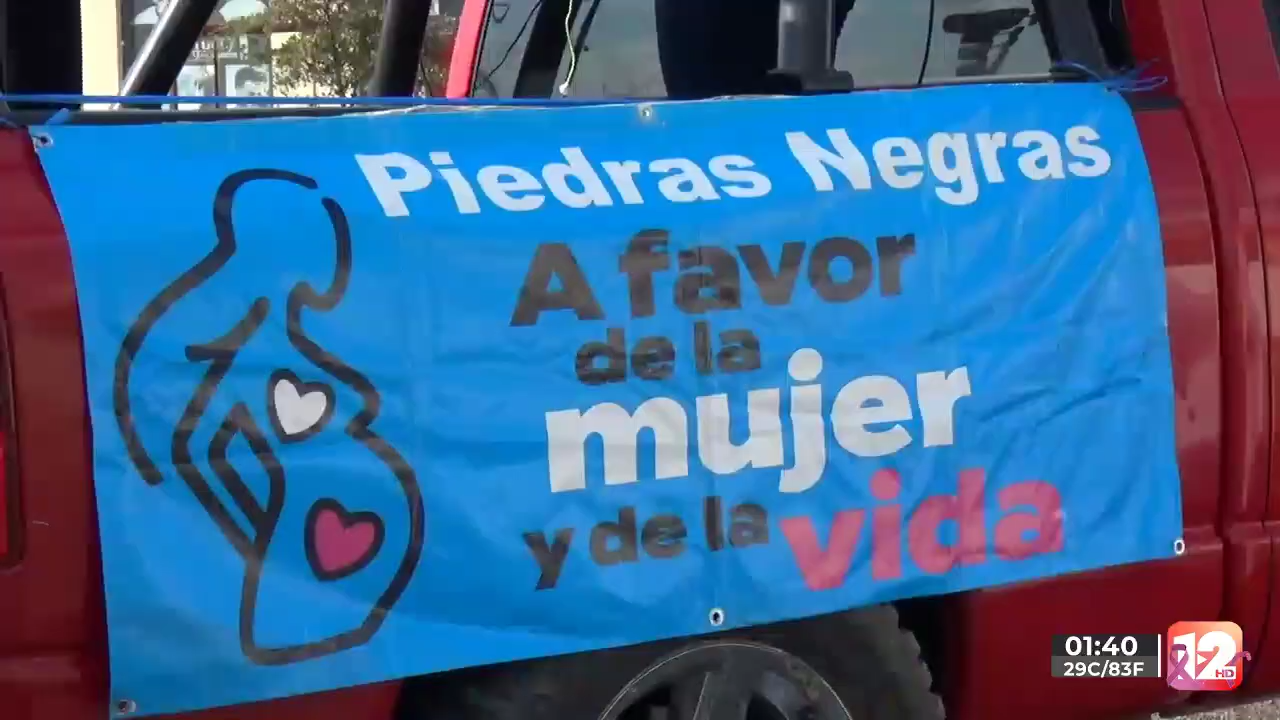 Piedras Negras
A favor
de la
mujer
y de la vida
01:40
29C/83F
12
HD